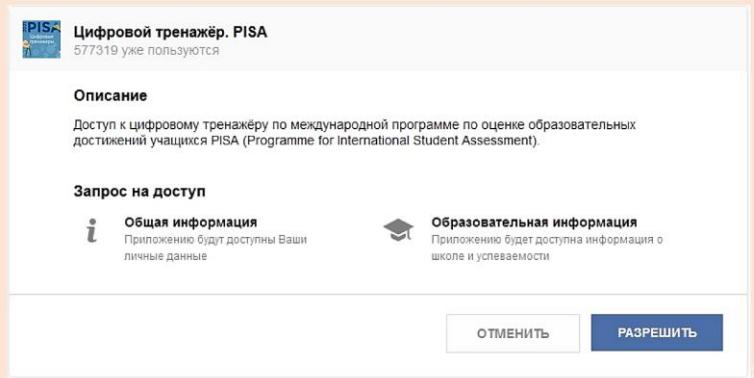 PISA
Цифровые
тренажеры
Цифровой тренажёр. PISA
577319 уже пользуются
Описание
Доступ к цифровому тренажёру по международной программе по оценке образовательных
достижений учащихся PISA (Programme for International Student Assessment).
Запрос на доступ
Общая информация
Приложению будут доступны Ваши
личные данные
Образовательная информация
Приложению будет доступна информация о
школе и успеваемости
ОТМЕНИТЬ
РАЗРЕШИТЬ